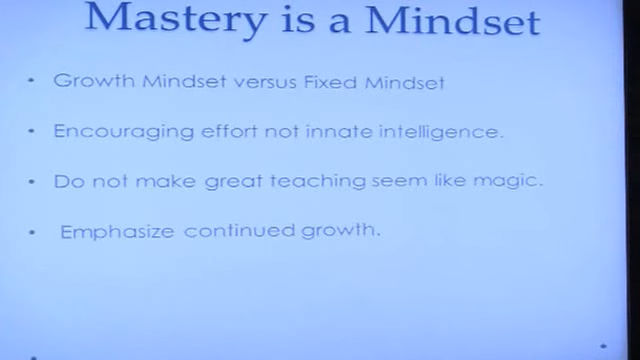 Mastery is a Mindset
• Growth Mindset versus Fixed Mindset
• Encouraging effort not innate intelligence.
• Do not make great teaching seem like magic.
• Emphasize continued growth.